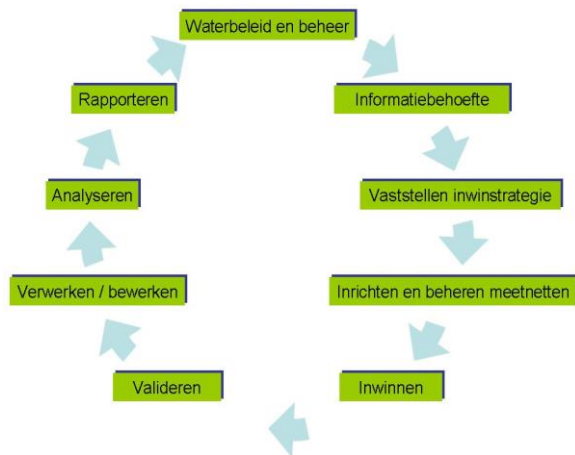 Waterbeleid en beheer
Informatiebehoefte
Vaststellen inwinstrategie
Inrichten en beheren meetnetten
Inwinnen
Valideren
Verwerken / bewerken
Analyseren
Rapporteren